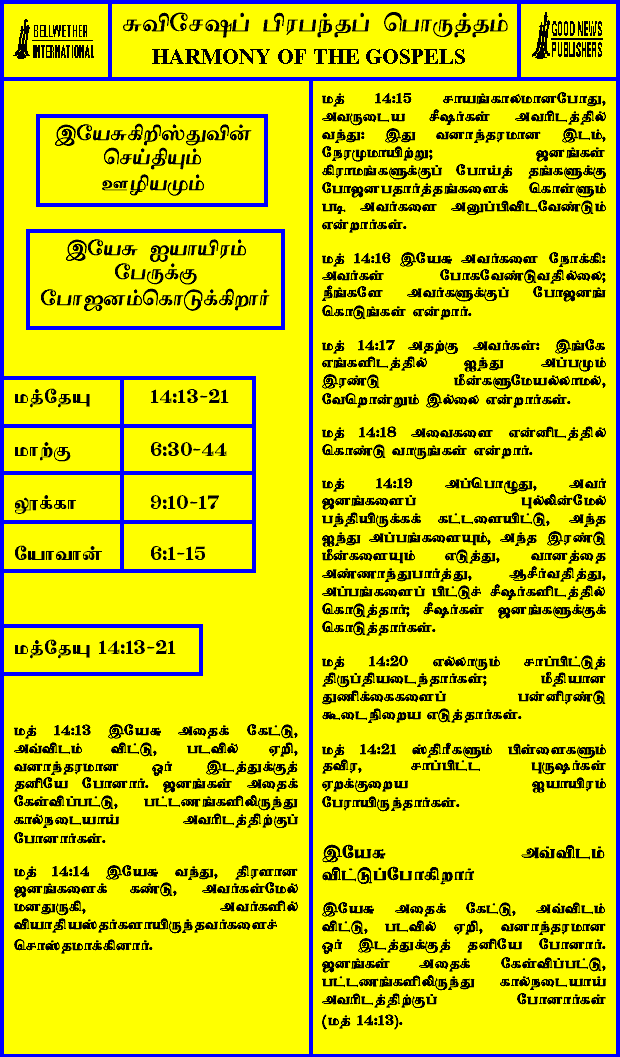 BELLWETHER
INTERNATIONAL
சுவிசேஷப் பிரபந்தப் பொருத்தம்
HARMONY OF THE GOSPELS
GOOD NEWS
PUBLISHERS
இயேசுகிறிஸ்துவின்
செய்தியும்
ஊழியமும்
இயேசு ஐயாயிரம்
பேருக்கு
போஜனம்கொடுக்கிறார்
மத்தேயு 14:13-21
மாற்கு 6:30-44
லூக்கா 9:10-17
யோவான் 6:1-15
மத்தேயு 14:13-21
மத் 14:13 இயேசு அதைக் கேட்டு,
அவ்விடம் விட்டு, படவில் ஏறி,
வனாந்தரமான ஓர் இடத்துக்குத்
தனியே போனார். ஜனங்கள் அதைக்
கேள்விப்பட்டு, பட்டணங்களிலிருந்து
கால்நடையாய் அவரிடத்திற்குப்
போனார்கள்.
மத் 14:14 இயேசு வந்து, திரளான
ஜனங்களைக் கண்டு, அவர்கள்மேல்
மனதுருகி, அவர்களில்
வியாதியஸ்தர்களாயிருந்தவர்களைச்
சொஸ்தமாக்கினார்.
மத் 14:15 சாயங்காலமானபோது,
அவருடைய சீஷர்கள் அவரிடத்தில்
வந்து: இது வனாந்தரமான இடம்,
நேரமுமாயிற்று; ஜனங்கள்
கிராமங்களுக்குப் போய்த் தங்களுக்கு
போஜனபதார்த்தங்களைக் கொள்ளும்
படி அவர்களை அனுப்பிவிடவேண்டும்
என்றார்கள்.
மத் 14:16 இயேசு அவர்களை நோக்கி:
அவர்கள் போகவேண்டுவதில்லை;
நீங்களே அவர்களுக்குப் போஜனங்
கொடுங்கள் என்றார்.
மத் 14:17 அதற்கு அவர்கள்: இங்கே
எங்களிடத்தில் ஐந்து அப்பமும்
இரண்டு மீன்களுமேயல்லாமல்,
வேறொன்றும் இல்லை என்றார்கள்.
மத் 14:18 அவைகளை என்னிடத்தில்
கொண்டு வாருங்கள் என்றார்.
மத் 14:19 அப்பொழுது, அவர்
ஜனங்களைப் புல்லின்மேல்
பந்தியிருக்கக் கட்டளையிட்டு, அந்த
ஐந்து அப்பங்களையும், அந்த இரண்டு
மீன்களையும் எடுத்து, வானத்தை
அண்ணாந்துபார்த்து, ஆசீர்வதித்து,
அப்பங்களைப் பிட்டுச் சீஷர்களிடத்தில்
கொடுத்தார்; சீஷர்கள் ஜனங்களுக்குக்
கொடுத்தார்கள்.
மத் 14:20 எல்லாரும் சாப்பிட்டுத்
திருப்தியடைந்தார்கள்; மீதியான
துணிக்கைகளைப் பன்னிரண்டு
கூடைநிறைய எடுத்தார்கள்.
மத் 14:21 ஸ்திரீகளும் பிள்ளைகளும்
தவிர, சாப்பிட்ட புருஷர்கள்
ஏறக்குறைய ஐயாயிரம்
பேராயிருந்தார்கள்.
இயேசு அவ்விடம்
விட்டுப்போகிறார்
இயேசு அதைக் கேட்டு, அவ்விடம்
விட்டு, படவில் ஏறி, வனாந்தரமான
ஓர் இடத்துக்குத் தனியே போனார்.
ஜனங்கள் அதைக் கேள்விப்பட்டு,
பட்டணங்களிலிருந்து கால்நடையாய்
அவரிடத்திற்குப் போனார்கள்
(மத் 14:13).